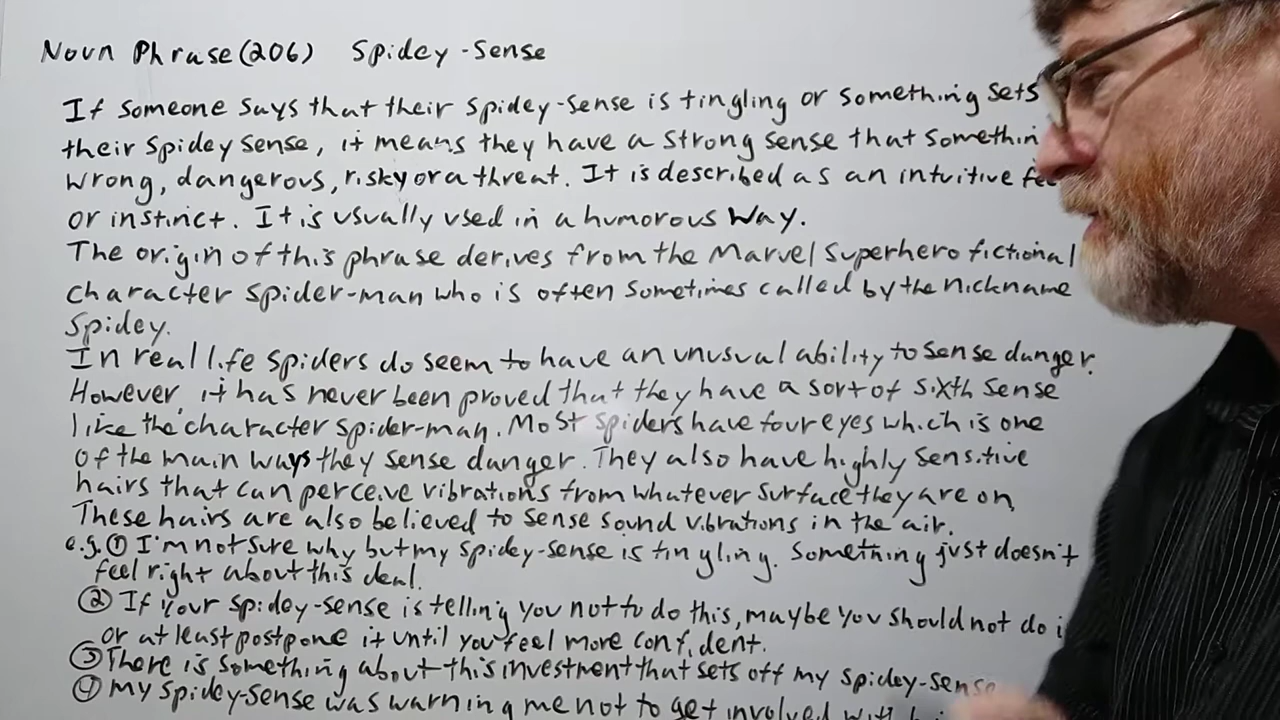 Noun Phrase (206) Spidey-Sense
If someone says that their spidey-sense is tingling or something sets
their spidey sense, it means they have a strong sense that somethin
wrong, dangerous, risky or a threat. It is described as an intuitive fee
or instinct. It is usually used in a humorous way.
The origin of this phrase derives from the Marvel Superhero fictional
character Spider-man who is often sometimes called by the nickname
Spidey.
In real life spiders do seem to have an unusual ability to sense danger.
However, it has never been proved that they have a sort of sixth sense
like the character Spider-man. Most spiders have four eyes which is one
of the main ways they sense danger. They also have highly sensitive
hairs that can perceive vibrations from whatever surface they are on.
These hairs are also believed to sense sound vibrations in the air.
e.g. ① I'm not sure why but my spidey-sense is tingling. Something just doesn't
feel right about this deal.
② If your spidey-sense is telling you not to do this, maybe you should not do i
or at least postpone it until you feel more confident.
③ There is something about this investment that sets off my spidey-sense
④ My spidey-sense was warning me not to get involved with